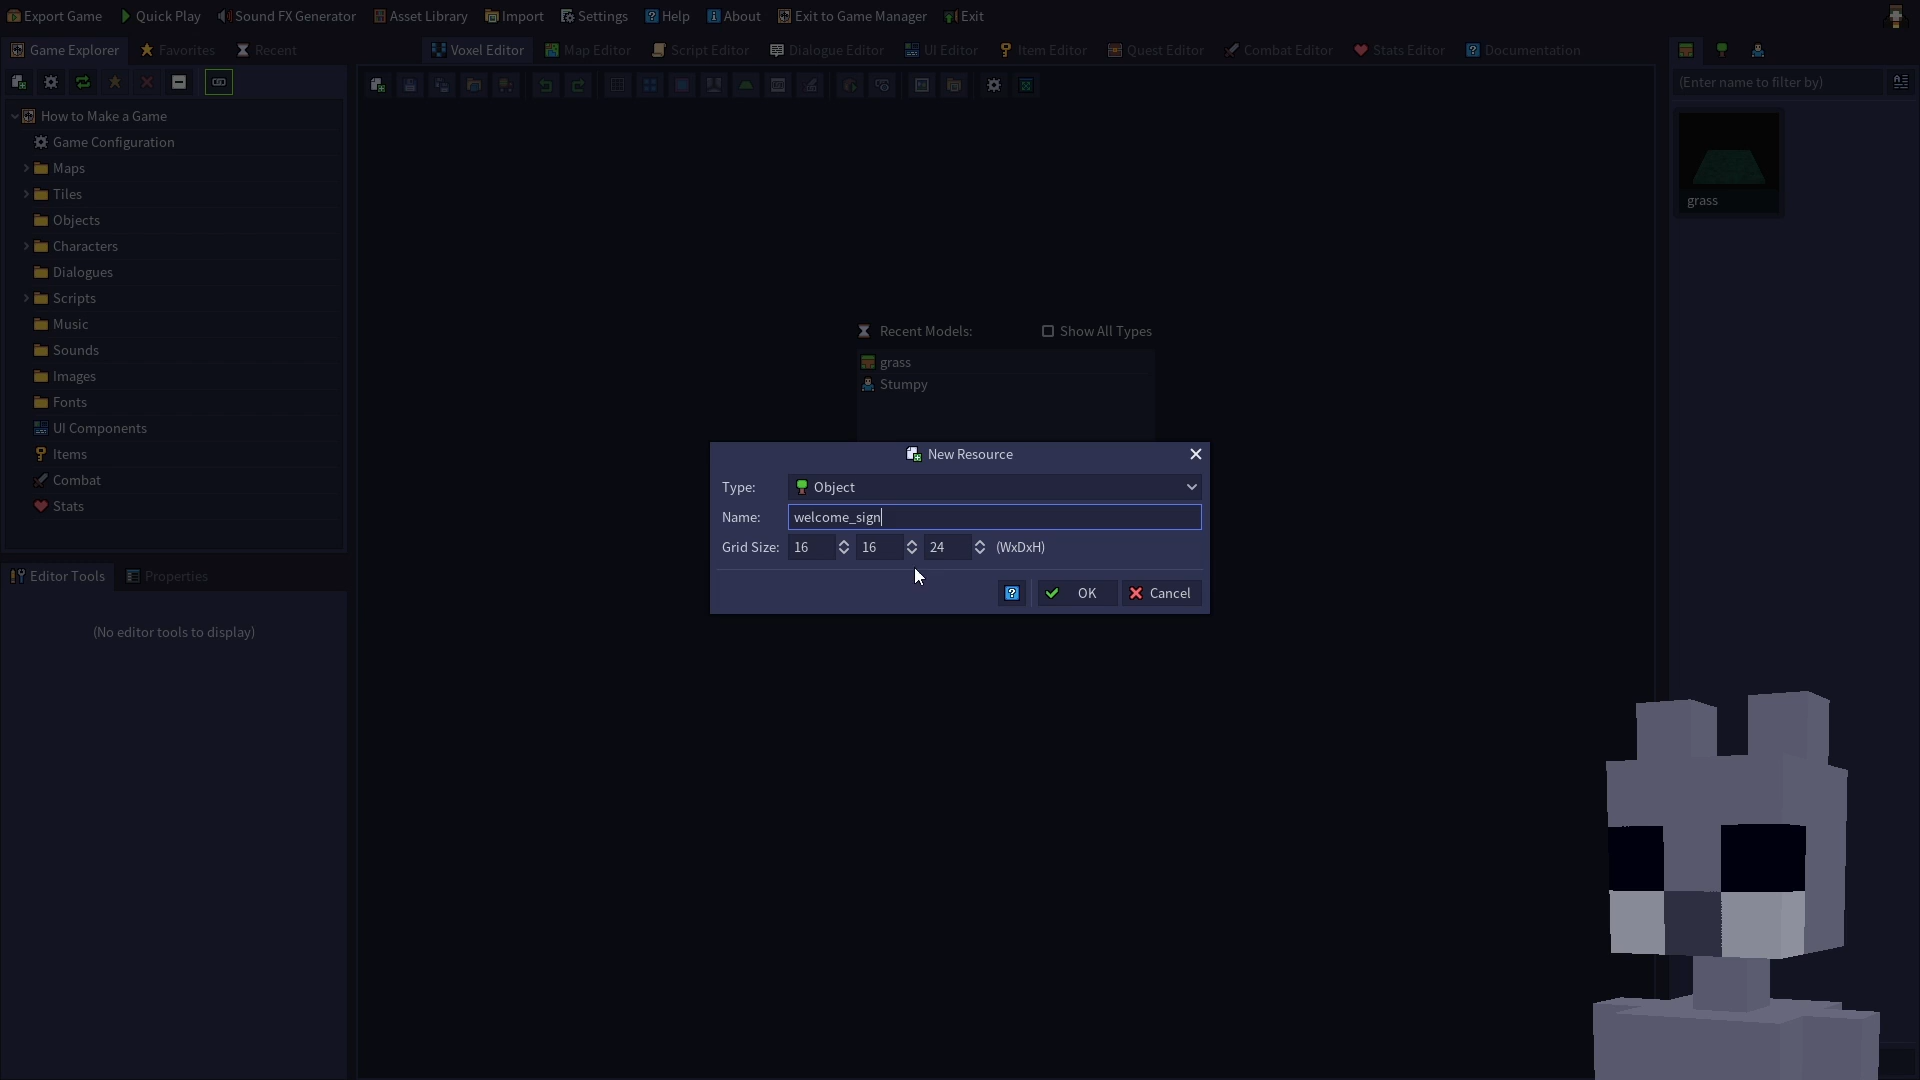 Export Game Quick Play Sound FX Generator Asset Library Import Settings Help About Exit to Game Manager Exit
Game Explorer Favorites Recent Voxel Editor Map Editor Script Editor Dialogue Editor UI Editor Item Editor Quest Editor Combat Editor Stats Editor Documentation
(Enter name to filter by)
How to Make a Game
Game Configuration
Maps
Tiles
Objects
Characters
Dialogues
Scripts
Music
Sounds
Images
Fonts
UI Components
Items
Combat
Stats
Editor Tools Properties
(No editor tools to display)
Recent Models: Show All Types
grass
Stumpy
New Resource
Type: Object
Name: welcome_sign
Grid Size: 16 16 24 (WxDxH)
OK Cancel
grass